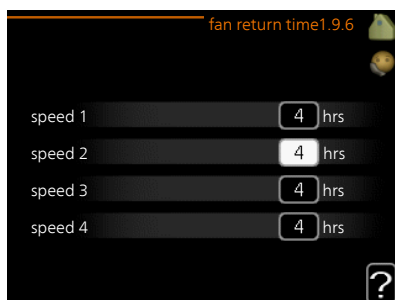 fan return time1.9.6
speed 1 4 hrs
speed 2 4 hrs
speed 3 4 hrs
speed 4 4 hrs
?